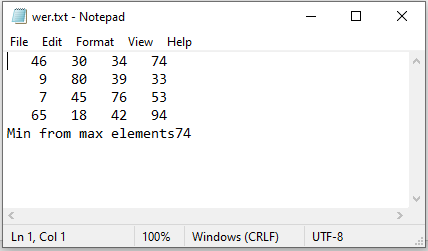 wer.txt - Notepad
File Edit Format View Help
46 30 34 74
9 80 39 33
7 45 76 53
65 18 42 94
Min from max elements74
Ln 1, Col 1 100% Windows (CRLF) UTF-8